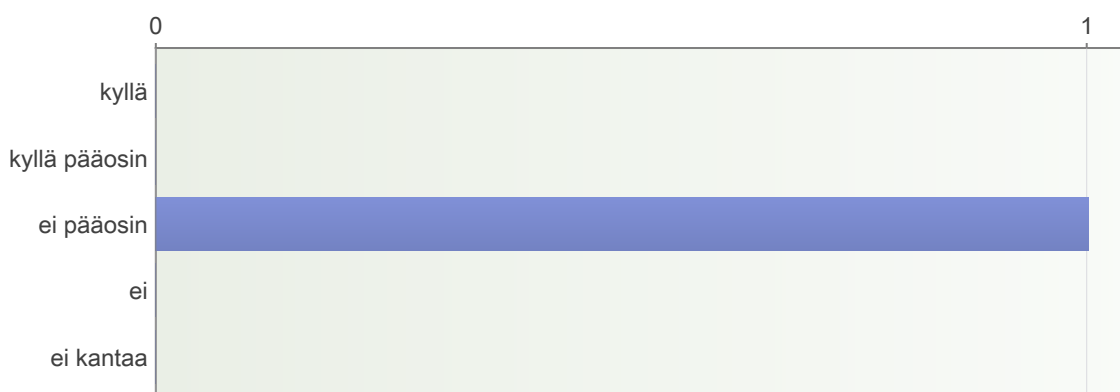 0 1
kyllä
kyllä pääosin
ei pääosin
ei
ei kantaa